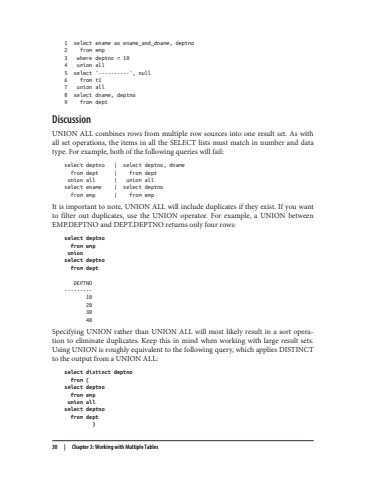 1 select ename as ename_and_dname, deptno
2 from emp
3 where deptno = 10
4 union all
5 select '----------', null
6 from t1
7 union all
8 select dname, deptno
9 from dept
Discussion
UNION ALL combines rows from multiple row sources into one result set. As with
all set operations, the items in all the SELECT lists must match in number and data
type. For example, both of the following queries will fail:
select deptno | select deptno, dname
from dept | from dept
union all | union all
select ename | select deptno
from emp | from emp
It is important to note, UNION ALL will include duplicates if they exist. If you want
to filter out duplicates, use the UNION operator. For example, a UNION between
EMP.DEPTNO and DEPT.DEPTNO returns only four rows:
select deptno
from emp
union
select deptno
from dept
DEPTNO
---------
10
20
30
40
Specifying UNION rather than UNION ALL will most likely result in a sort opera-
tion to eliminate duplicates. Keep this in mind when working with large result sets.
Using UNION is roughly equivalent to the following query, which applies DISTINCT
to the output from a UNION ALL:
select distinct deptno
from (
select deptno
from emp
union all
select deptno
from dept
)
30 | Chapter 3: Working with Multiple Tables